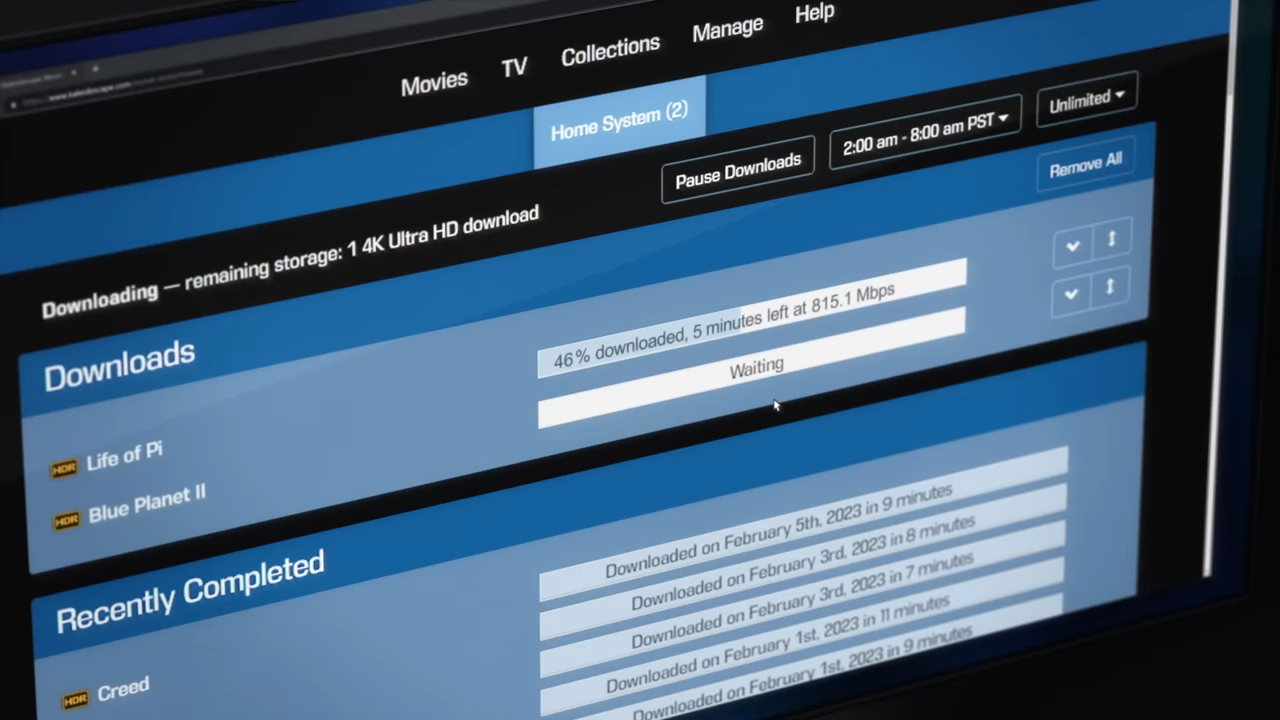 Movies TV Collections Manage Help
Home System (2)
Pause Downloads 2:00 am - 8:00 am PST Unlimited
Downloading — remaining storage: 1 4K Ultra HD download
Remove All
Downloads
HDR Life of Pi 46% downloaded, 5 minutes left at 815.1 Mbps
HDR Blue Planet II Waiting
Recently Completed
HDR Creed Downloaded on February 5th, 2023 in 9 minutes
Downloaded on February 3rd, 2023 in 8 minutes
Downloaded on February 3rd, 2023 in 7 minutes
Downloaded on February 1st, 2023 in 11 minutes
Downloaded on February 1st, 2023 in 9 minutes